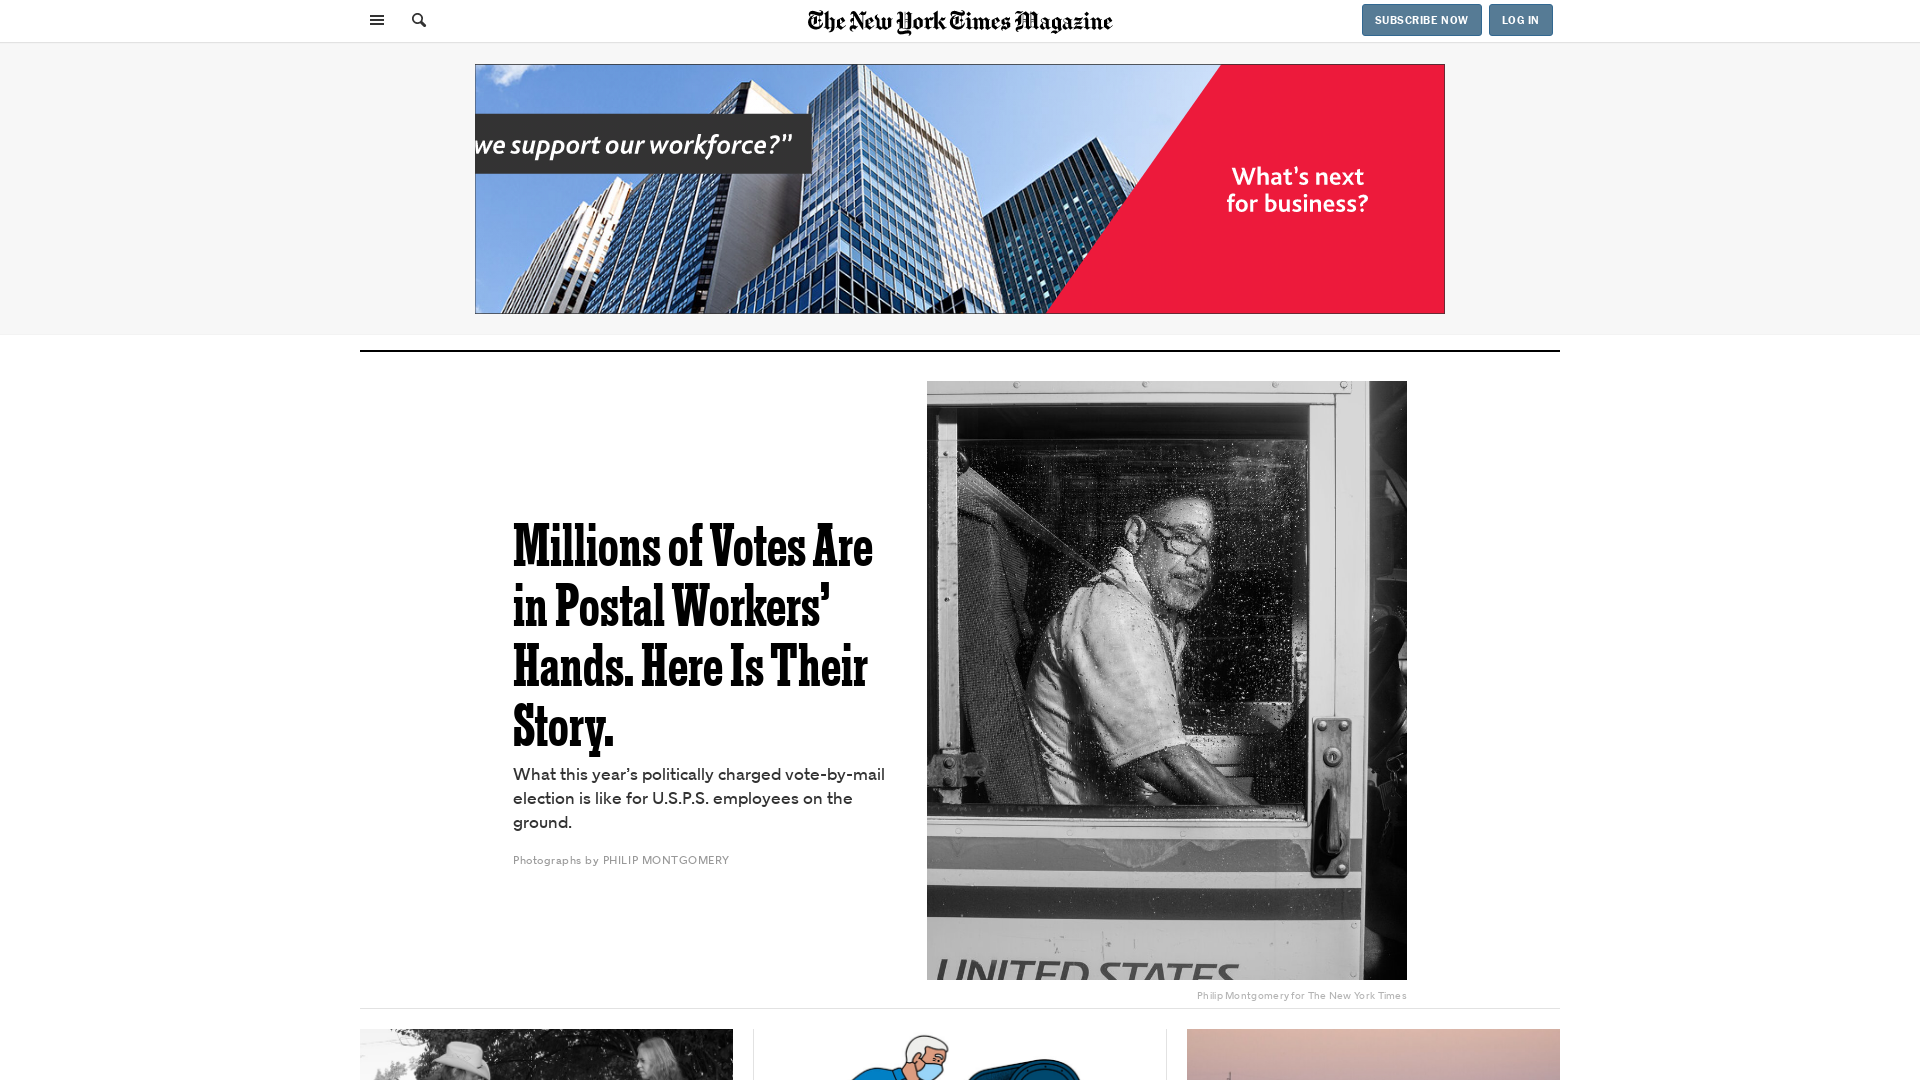 The New York Times Magazine
SUBSCRIBE NOW
LOG IN
we support our workforce?”
What’s next
for business?
Millions of Votes Are
in Postal Workers’
Hands. Here Is Their
Story.
What this year’s politically charged vote-by-mail
election is like for U.S.P.S. employees on the
ground.
Photographs by PHILIP MONTGOMERY
UNITED STATES
Philip Montgomery for The New York Times